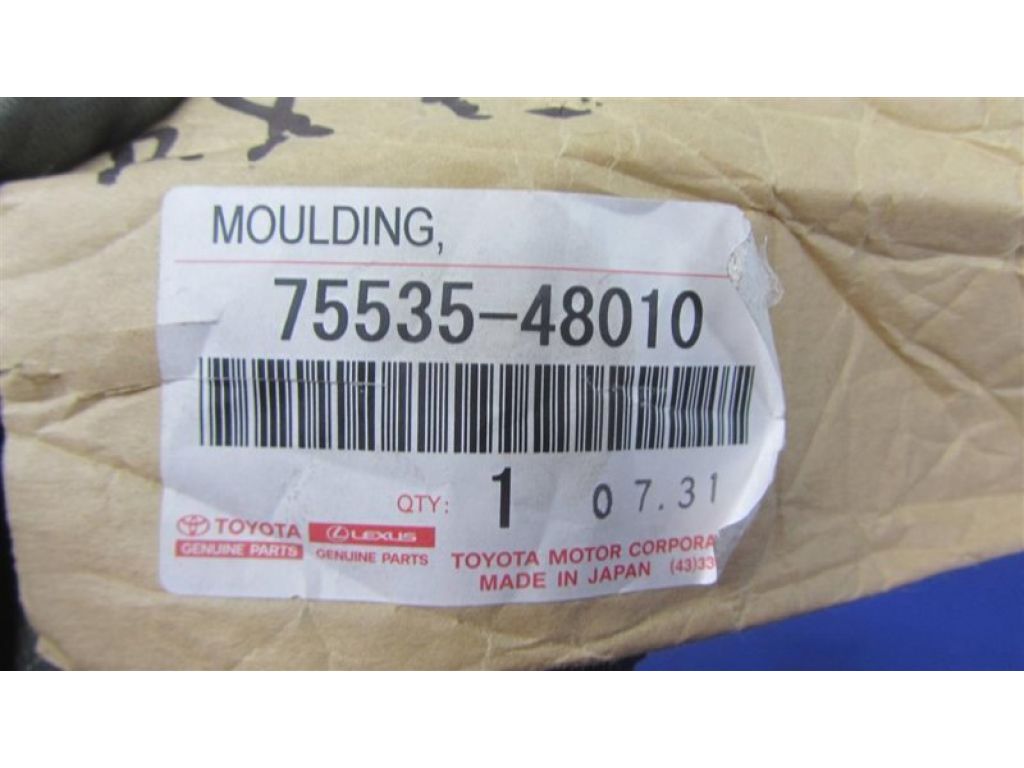 MOULDING,
75535-48010
QTY: 1 07.31
TOYOTA
GENUINE PARTS
LEXUS
GENUINE PARTS
TOYOTA MOTOR CORPORA
MADE IN JAPAN (43)33